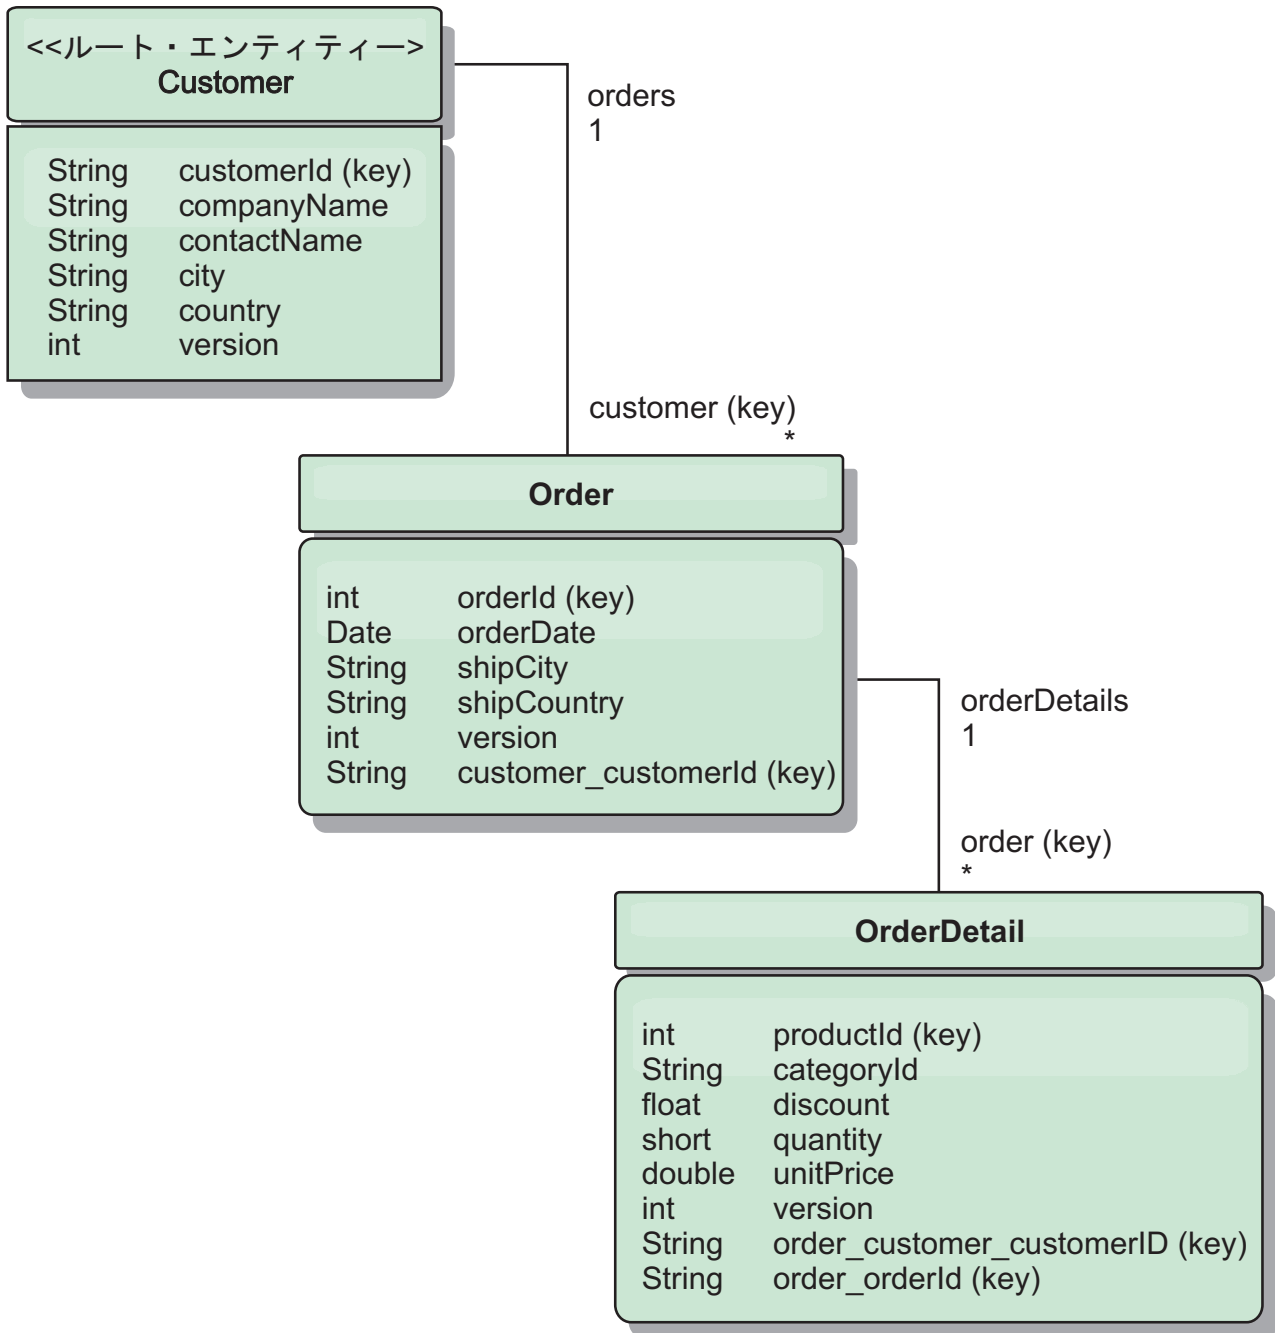 <<ルート・エンティティー>
Customer
String customerId (key)
String companyName
String contactName
String city
String country
int version
orders
1
customer (key)
*
Order
int orderId (key)
Date orderDate
String shipCity
String shipCountry
int version
String customer_customerId (key)
orderDetails
1
order (key)
*
OrderDetail
int productId (key)
String categoryId
float discount
short quantity
double unitPrice
int version
String order_customer_customerID (key)
String order_orderId (key)